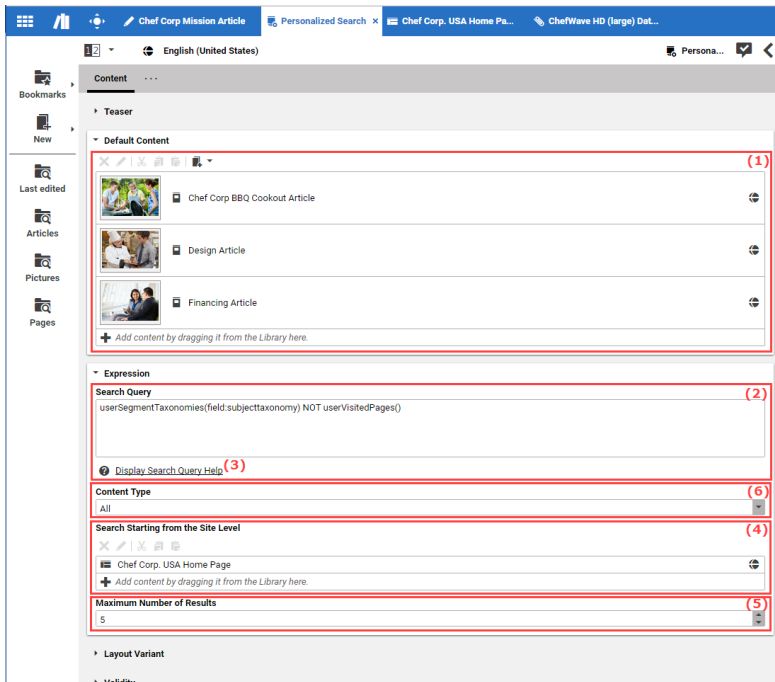 Chef Corp Mission Article
Personalized Search ×
Chef Corp. USA Home Pa...
ChefWave HD (large) Dat...
12
English (United States)
Persona...
Bookmarks
New
Last edited
Articles
Pictures
Pages
Content ...
Teaser
Default Content
(1)
Chef Corp BBQ Cookout Article
Design Article
Financing Article
Add content by dragging it from the Library here.
Expression
Search Query
(2)
userSegmentTaxonomies(field:subjecttaxonomy) NOT userVisitedPages()
Display Search Query Help (3)
Content Type
(6)
All
Search Starting from the Site Level
(4)
Chef Corp. USA Home Page
Add content by dragging it from the Library here.
Maximum Number of Results
(5)
5
Layout Variant
Validity